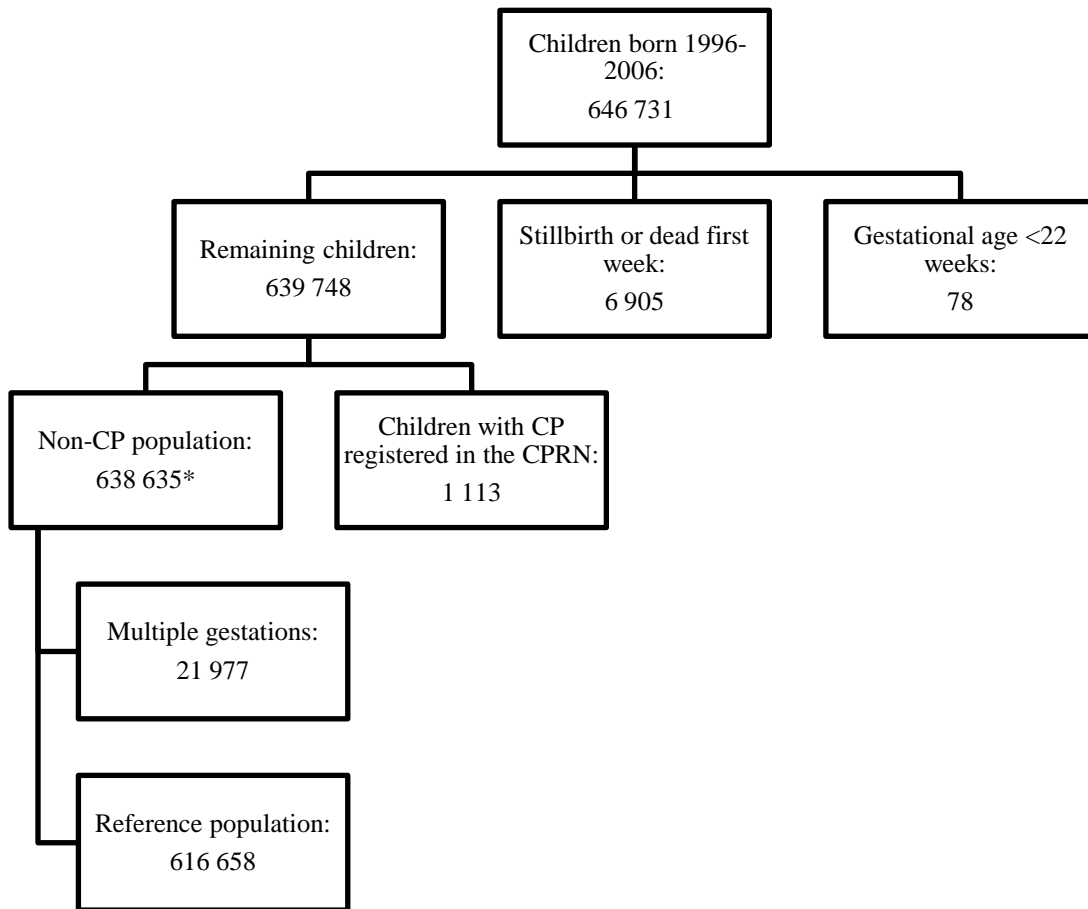 Children born 1996-
2006:
646 731
Remaining children:
639 748
Stillbirth or dead first
week:
6 905
Gestational age <22
weeks:
78
Non-CP population:
638 635*
Children with CP
registered in the CPRN:
1 113
Multiple gestations:
21 977
Reference population:
616 658